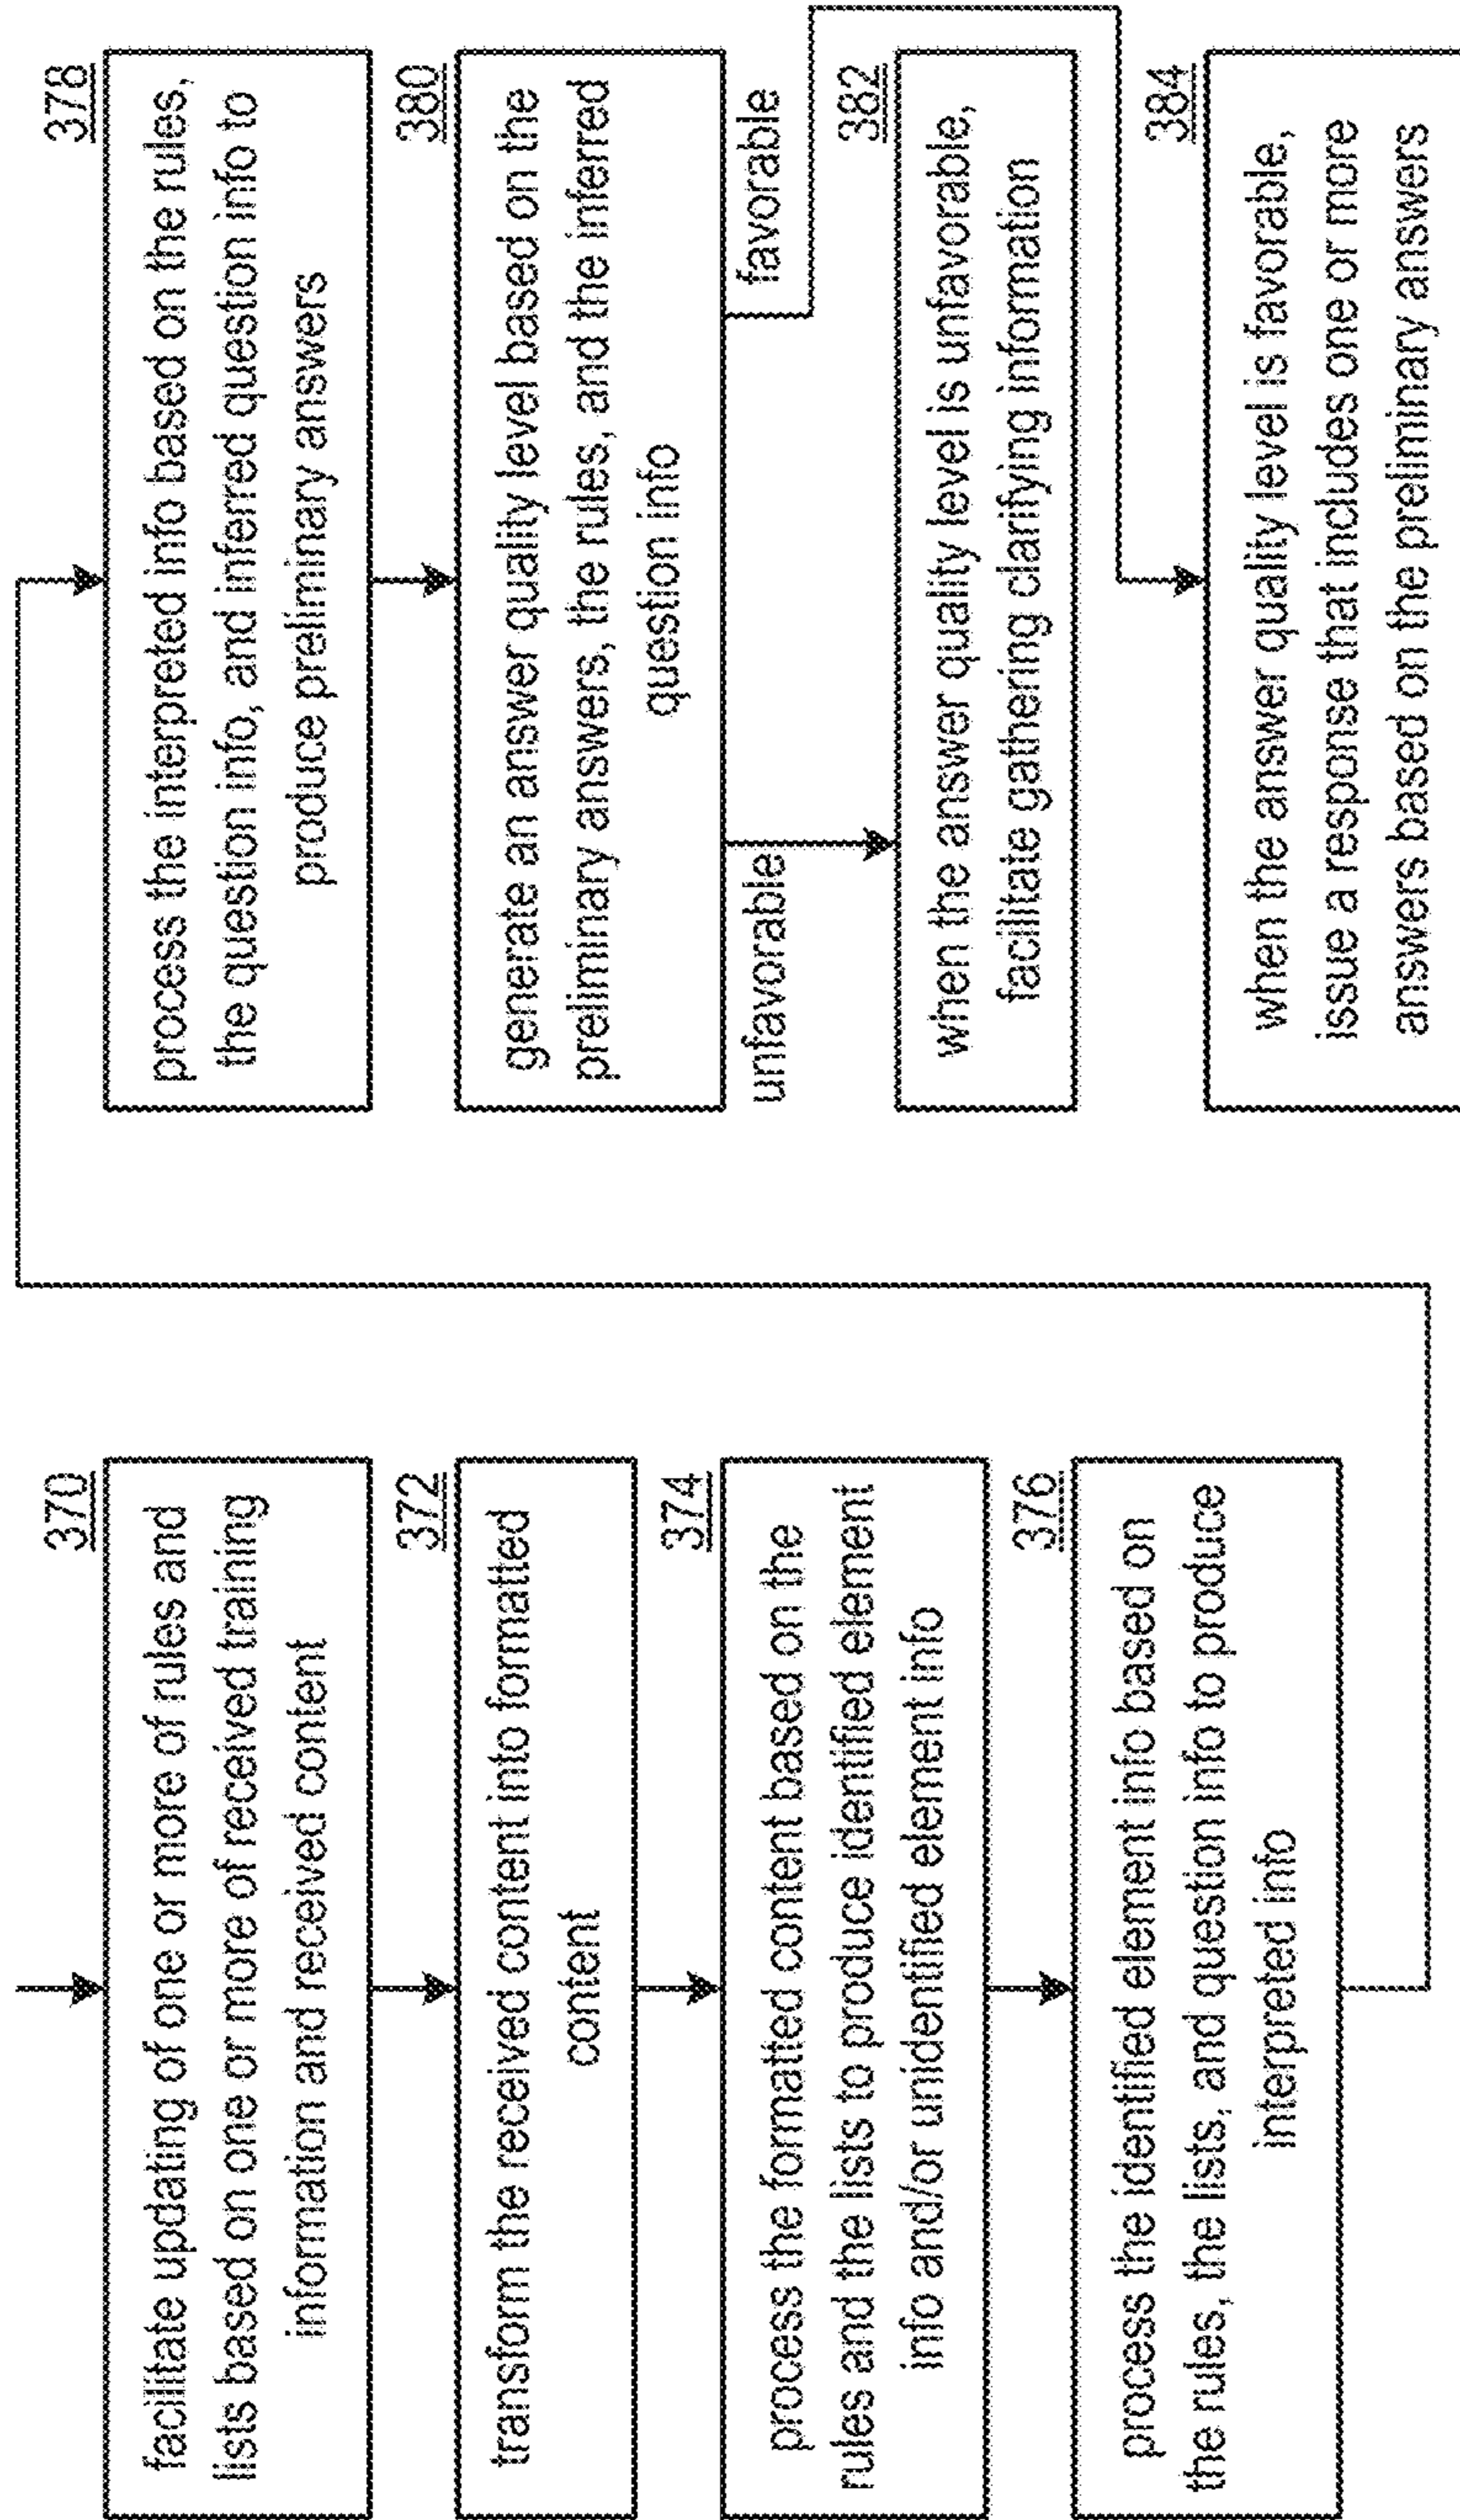 370
facilitate updating of one or more of rules and
lists based on one or more of received training
information and received content
372
transform the received content into formatted
content
374
process the formatted content based on the
rules and the lists to produce identified element
info and/or unidentified element info
376
process the identified element info based on
the rules, the lists, and question info to produce
interpreted info
378
process the interpreted info based on the rules,
the question info, and inferred question info to
produce preliminary answers
380
generate an answer quality level based on the
preliminary answers, the rules, and the inferred
question info
unfavorable
favorable
382
when the answer quality level is unfavorable,
facilitate gathering clarifying information
384
when the answer quality level is favorable,
issue a response that includes one or more
answers based on the preliminary answers